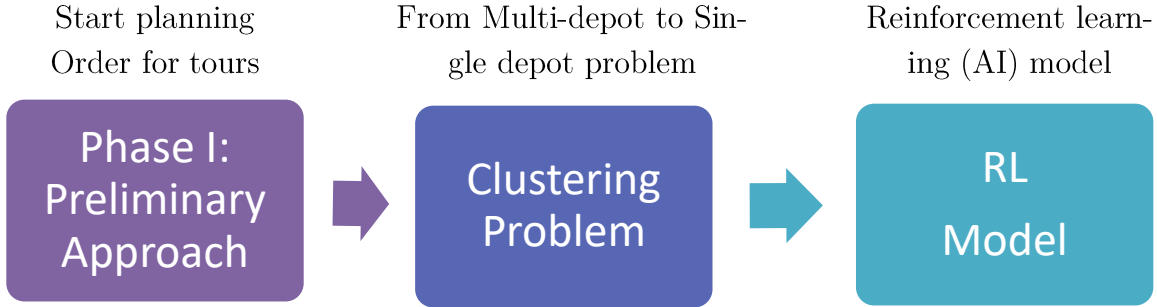 Start planning
Order for tours
From Multi-depot to Sin-
gle depot problem
Reinforcement learn-
ing (AI) model
Phase I:
Preliminary
Approach
Clustering
Problem
RL
Model